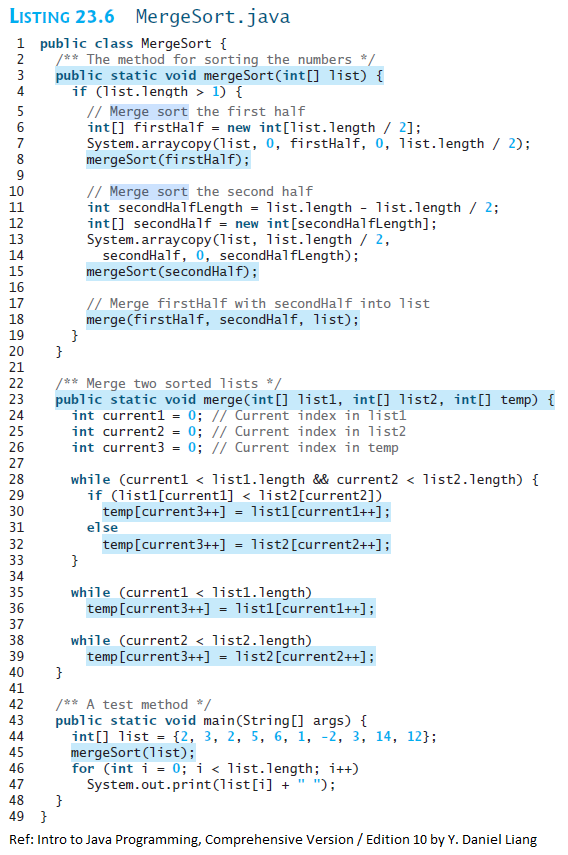 LISTING 23.6 MergeSort.java
1 public class MergeSort {
2 /** The method for sorting the numbers */
3 public static void mergeSort(int[] list) {
4 if (list.length > 1) {
5 // Merge sort the first half
6 int[] firstHalf = new int[list.length / 2];
7 System.arraycopy(list, 0, firstHalf, 0, list.length / 2);
8 mergeSort(firstHalf);
9
10 // Merge sort the second half
11 int secondHalfLength = list.length - list.length / 2;
12 int[] secondHalf = new int[secondHalfLength];
13 System.arraycopy(list, list.length / 2,
14 secondHalf, 0, secondHalfLength);
15 mergeSort(secondHalf);
16
17 // Merge firstHalf with secondHalf into list
18 merge(firstHalf, secondHalf, list);
19 }
20 }
21
22 /** Merge two sorted lists */
23 public static void merge(int[] list1, int[] list2, int[] temp) {
24 int current1 = 0; // Current index in list1
25 int current2 = 0; // Current index in list2
26 int current3 = 0; // Current index in temp
27
28 while (current1 < list1.length && current2 < list2.length) {
29 if (list1[current1] < list2[current2])
30 temp[current3++] = list1[current1++];
31 else
32 temp[current3++] = list2[current2++];
33 }
34
35 while (current1 < list1.length)
36 temp[current3++] = list1[current1++];
37
38 while (current2 < list2.length)
39 temp[current3++] = list2[current2++];
40 }
41
42 /** A test method */
43 public static void main(String[] args) {
44 int[] list = {2, 3, 2, 5, 6, 1, -2, 3, 14, 12};
45 mergeSort(list);
46 for (int i = 0; i < list.length; i++)
47 System.out.print(list[i] + " ");
48 }
49 }
Ref: Intro to Java Programming, Comprehensive Version / Edition 10 by Y. Daniel Liang